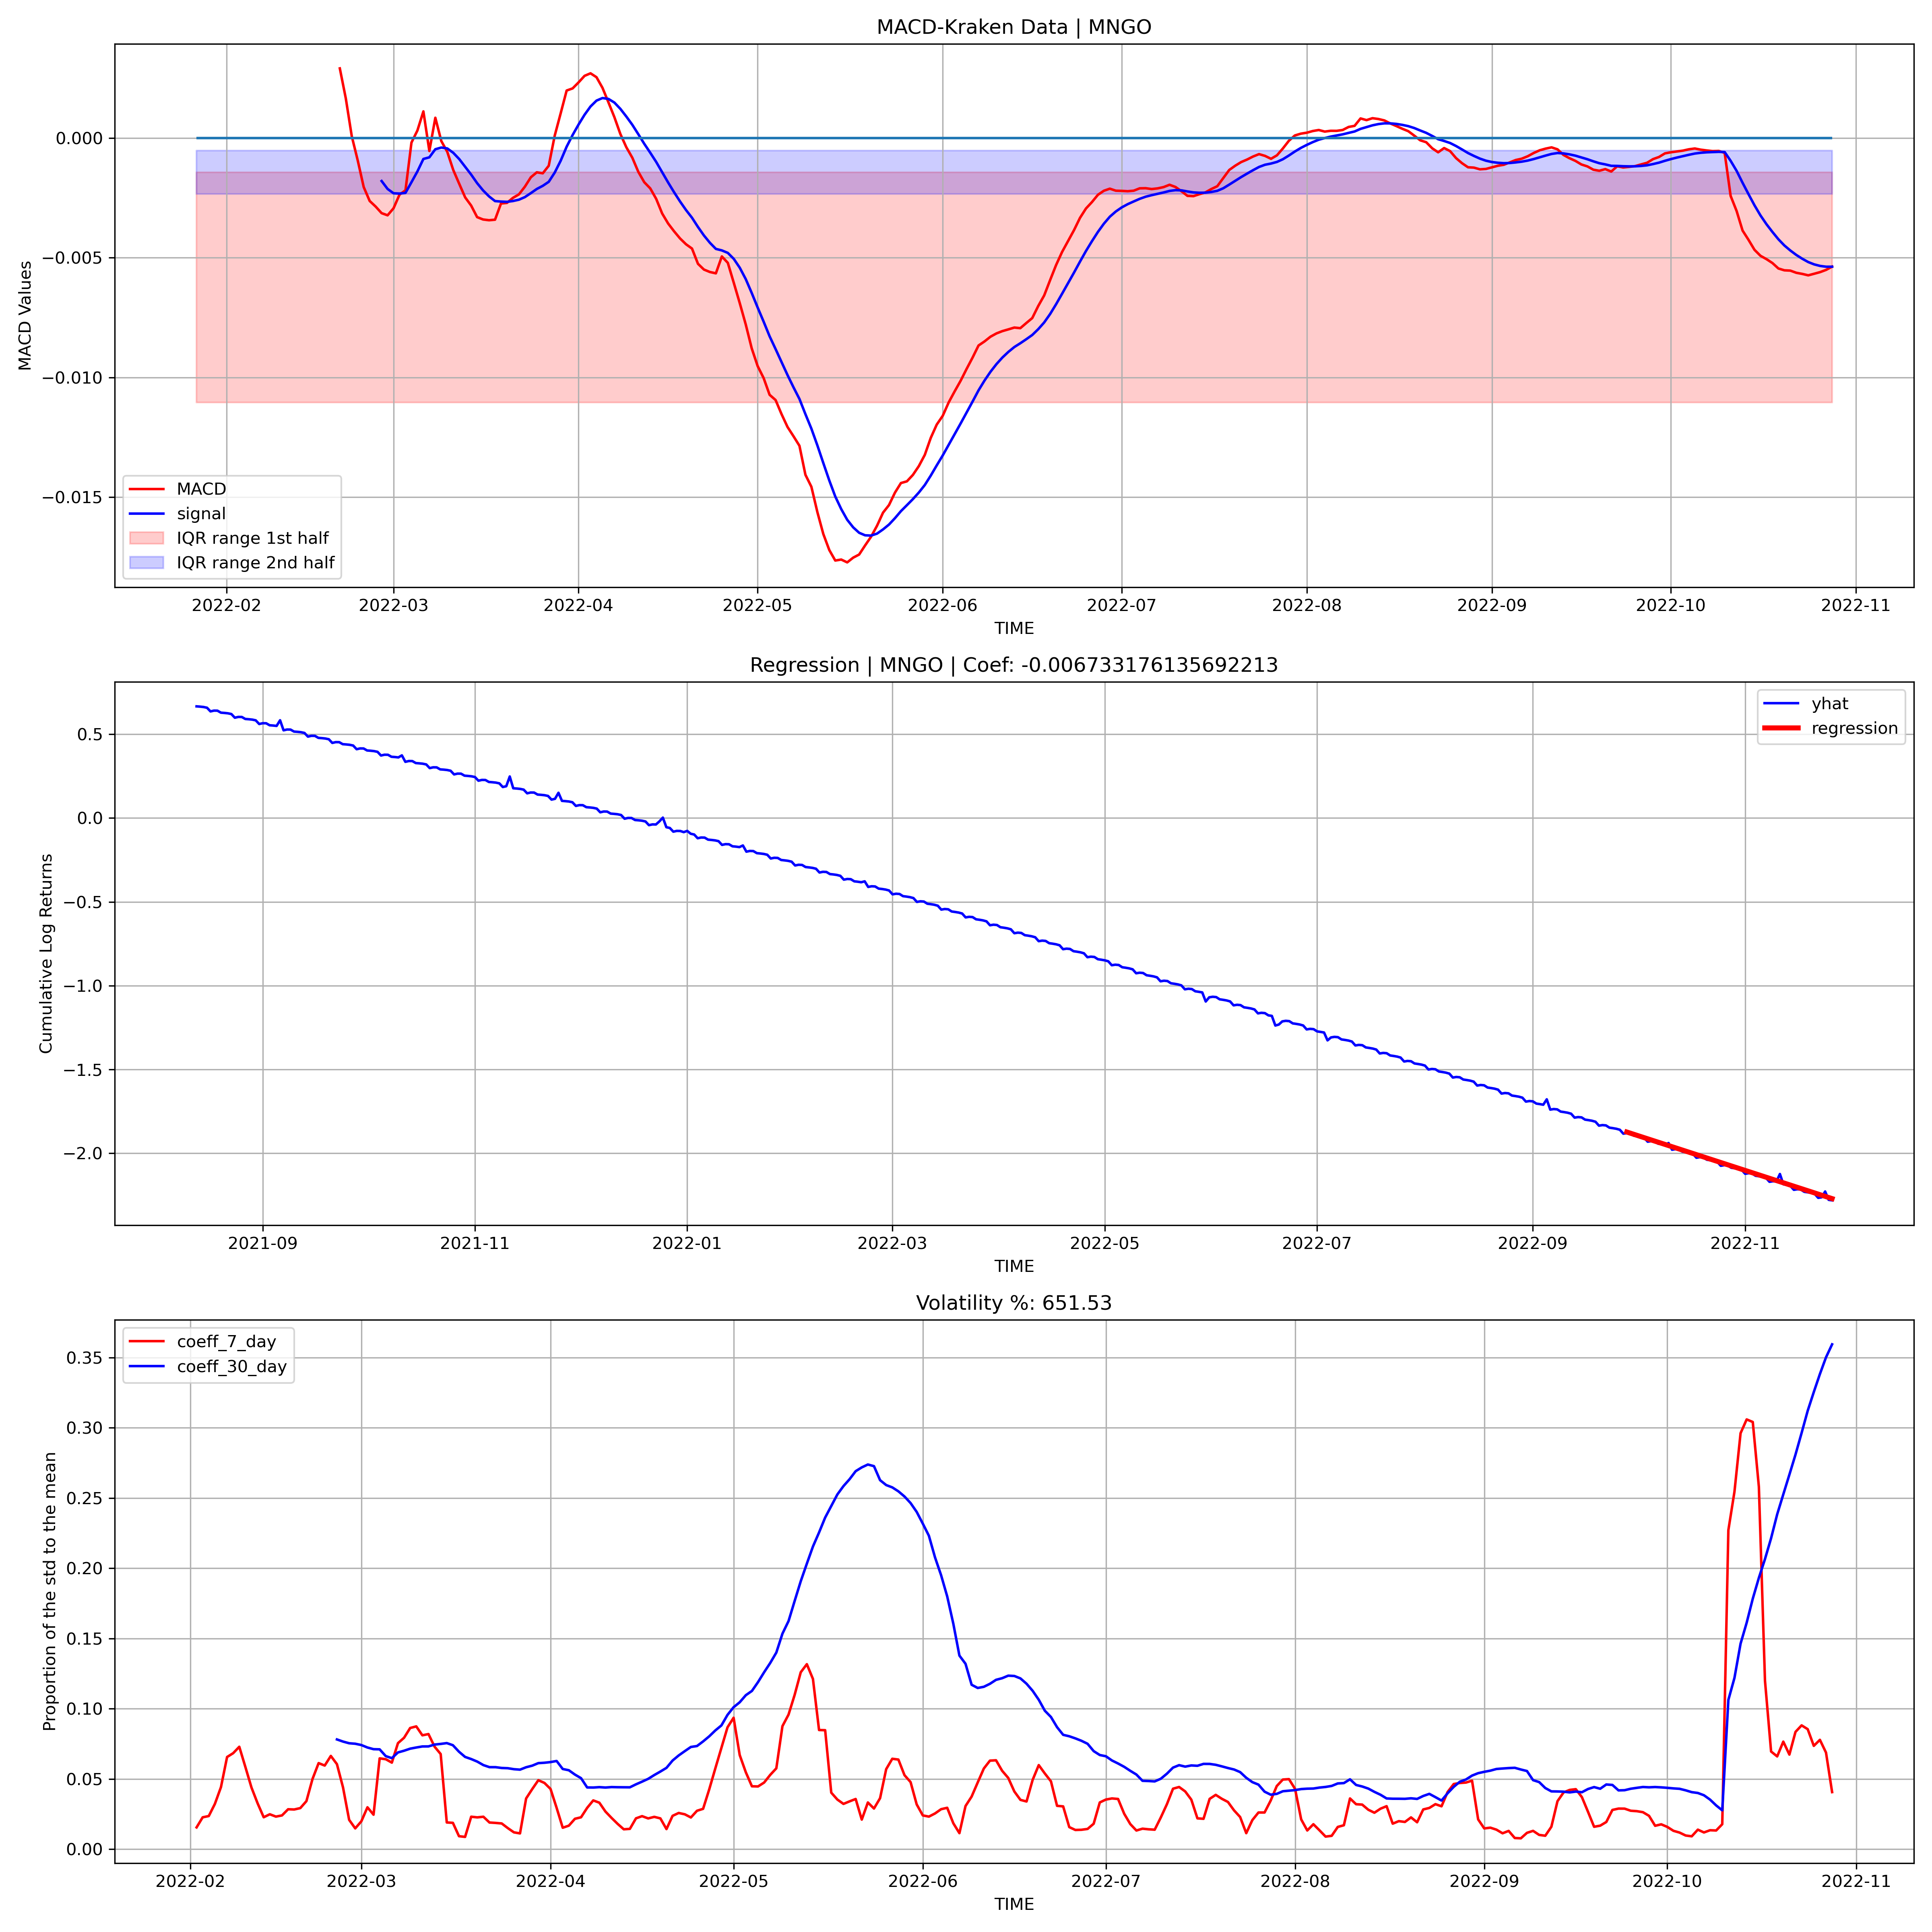 MACD-Kraken Data | MNGO
MACD Values
0.000
−0.005
−0.010
−0.015
MACD
signal
IQR range 1st half
IQR range 2nd half
2022-02 2022-03 2022-04 2022-05 2022-06 2022-07 2022-08 2022-09 2022-10 2022-11
TIME
Regression | MNGO | Coef: -0.006733176135692213
Cumulative Log Returns
0.5
0.0
−0.5
−1.0
−1.5
−2.0
yhat
regression
2021-09 2021-11 2022-01 2022-03 2022-05 2022-07 2022-09 2022-11
TIME
Volatility %: 651.53
Proportion of the std to the mean
coeff_7_day
coeff_30_day
0.35
0.30
0.25
0.20
0.15
0.10
0.05
0.00
2022-02 2022-03 2022-04 2022-05 2022-06 2022-07 2022-08 2022-09 2022-10 2022-11
TIME